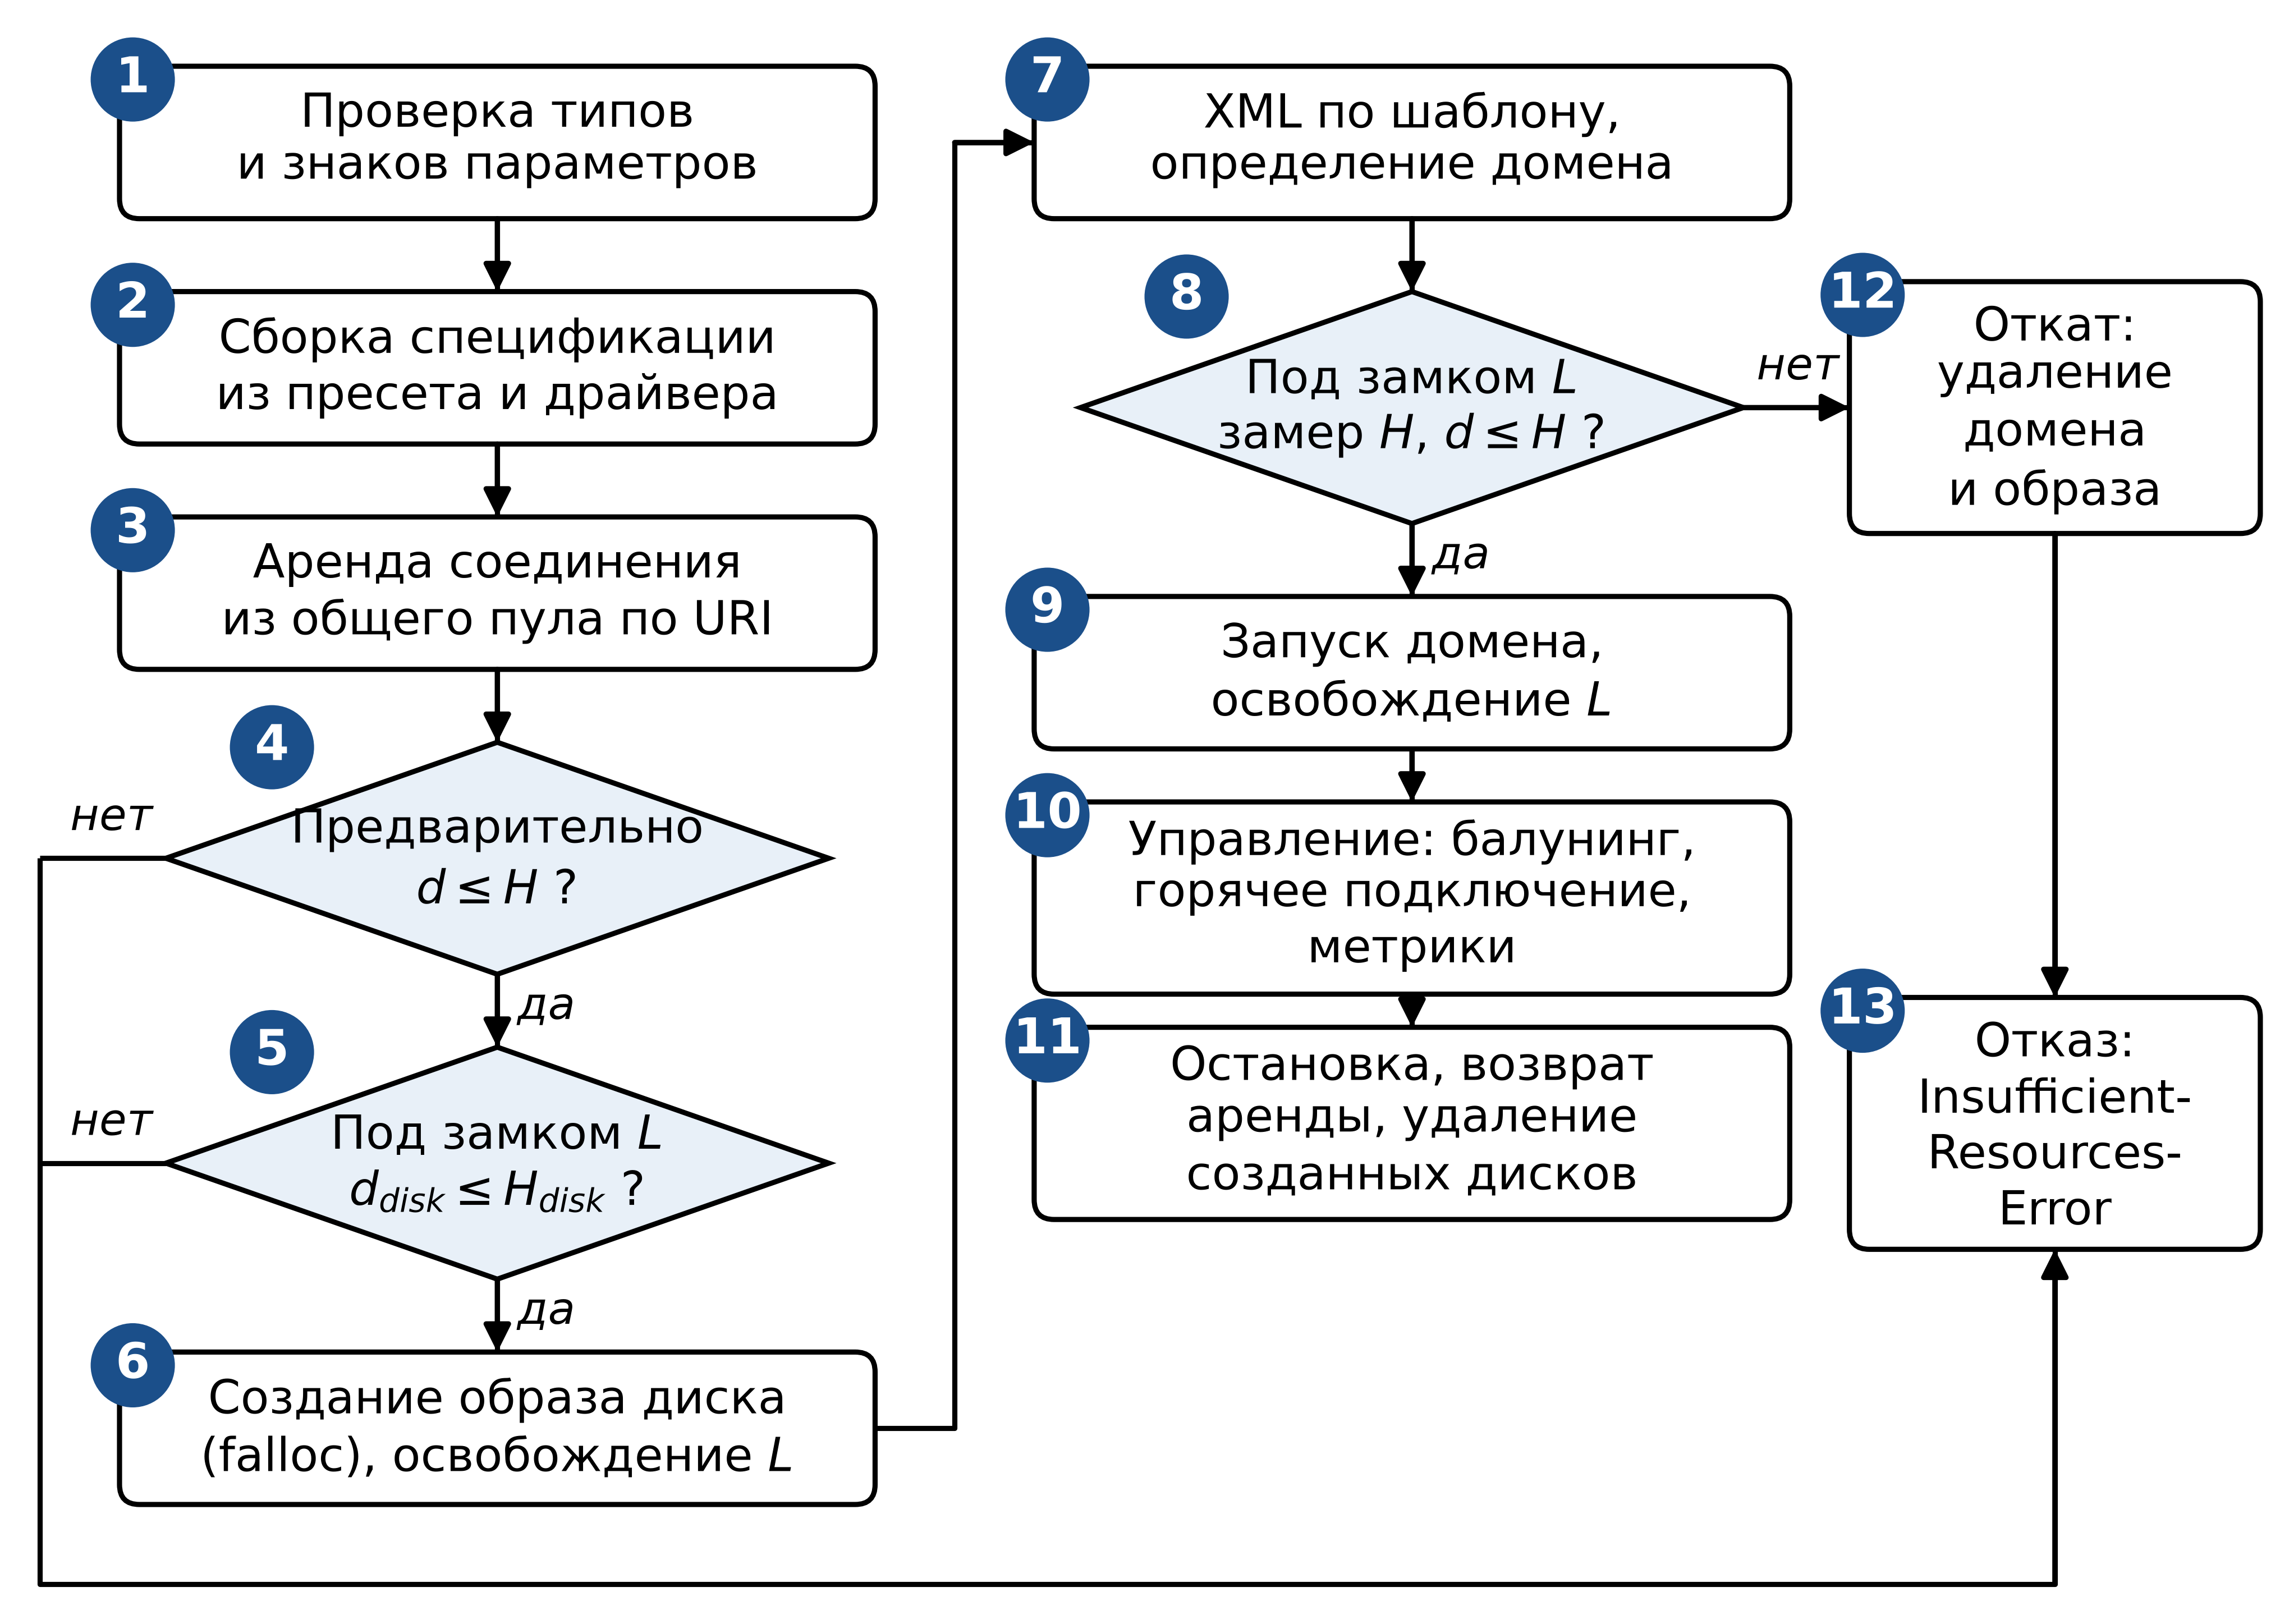 1
Проверка типов
и знаков параметров
2
Сборка спецификации
из пресета и драйвера
3
Аренда соединения
из общего пула по URI
4
Предварительно
d ≤ H ?
нет
да
5
Под замком L
d_disk ≤ H_disk ?
нет
да
6
Создание образа диска
(falloc), освобождение L
7
XML по шаблону,
определение домена
8
Под замком L
замер H, d ≤ H ?
нет
да
9
Запуск домена,
освобождение L
10
Управление: балунинг,
горячее подключение,
метрики
11
Остановка, возврат
аренды, удаление
созданных дисков
12
Откат:
удаление
домена
и образа
13
Отказ:
Insufficient-
Resources-
Error